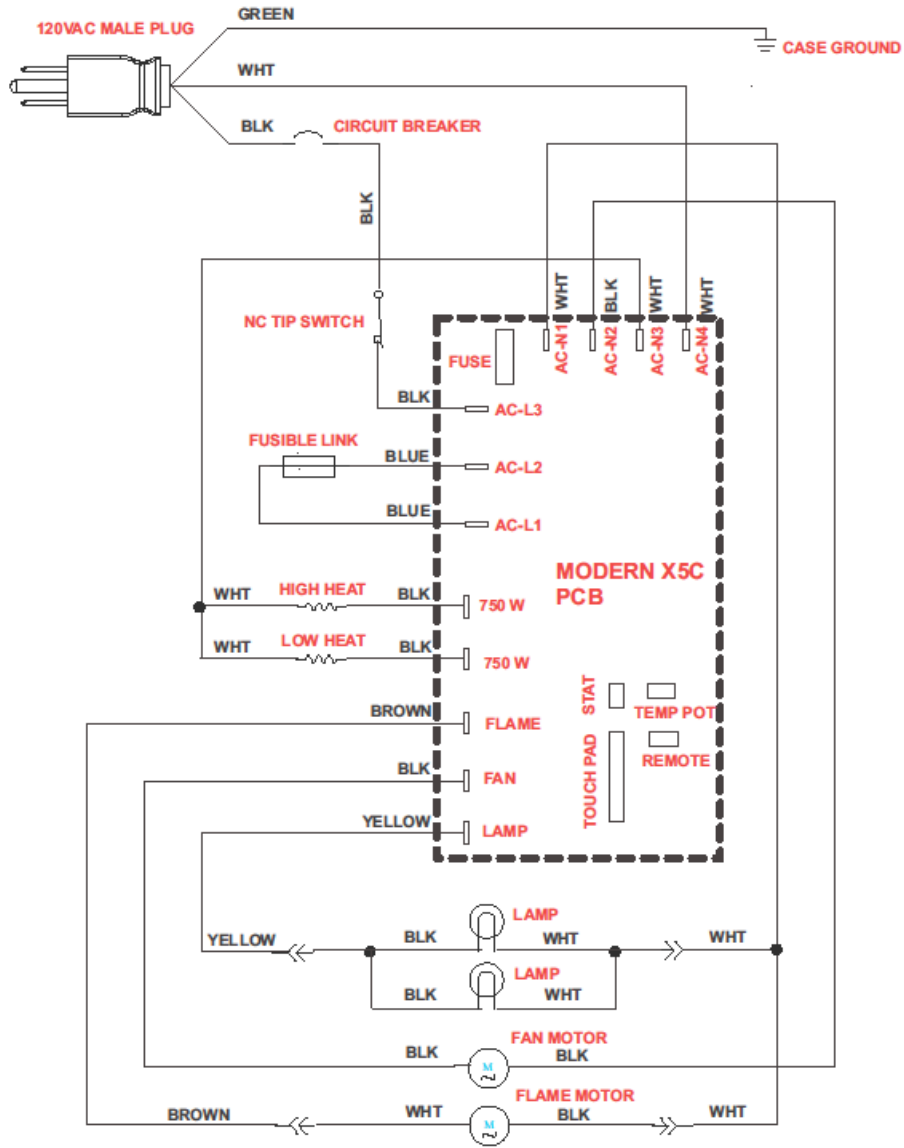 GREEN
120VAC MALE PLUG
CASE GROUND
WHT
BLK
CIRCUIT BREAKER
BLK
WHT
BLK
WHT
WHT
NC TIP SWITCH
FUSE
AC-N1
AC-N2
AC-N3
AC-N4
BLK
AC-L3
FUSIBLE LINK
BLUE
AC-L2
BLUE
AC-L1
MODERN X5C
PCB
WHT
HIGH HEAT
BLK
750 W
WHT
LOW HEAT
BLK
750 W
STAT
TEMP POT
BROWN
FLAME
TOUCH PAD
REMOTE
BLK
FAN
YELLOW
LAMP
LAMP
YELLOW
BLK
WHT
WHT
LAMP
BLK
WHT
FAN MOTOR
BLK
M
BLK
FLAME MOTOR
BROWN
WHT
M
BLK
WHT